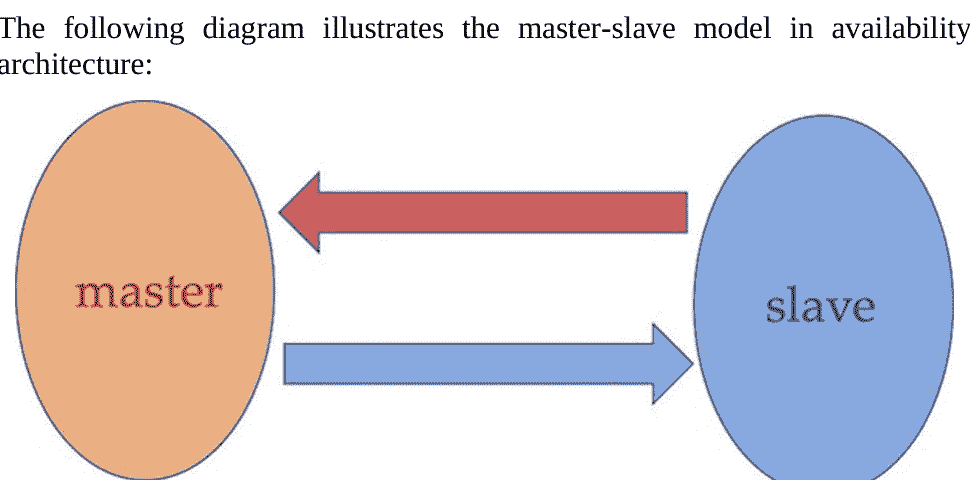 The following diagram illustrates the master-slave model in availability
architecture:
master
slave